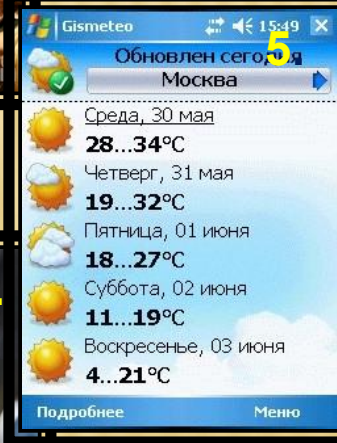 Gismeteo 15:49
5
Обновлен сегодня
Москва
Среда, 30 мая
28...34°C
Четверг, 31 мая
19...32°C
Пятница, 01 июня
18...27°C
Суббота, 02 июня
11...19°C
Воскресенье, 03 июня
4...21°C
Подробнее Меню